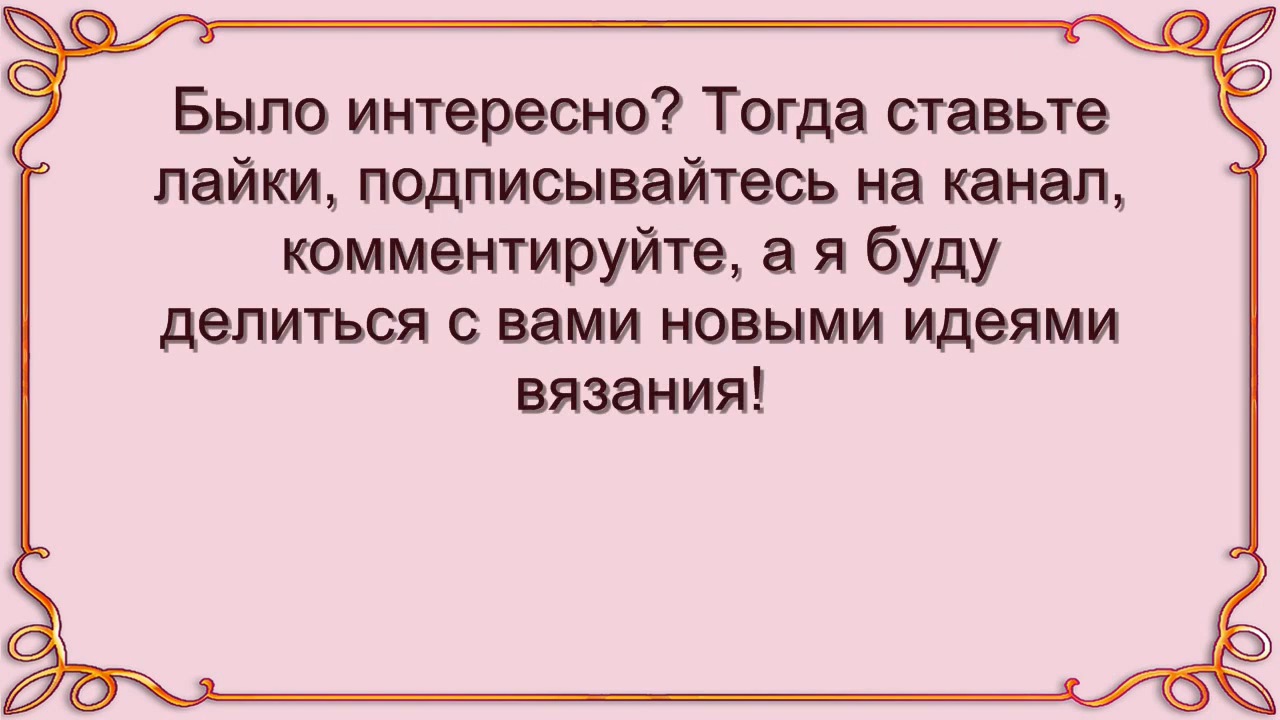 Было интересно? Тогда ставьте
лайки, подписывайтесь на канал,
комментируйте, а я буду
делиться с вами новыми идеями
вязания!